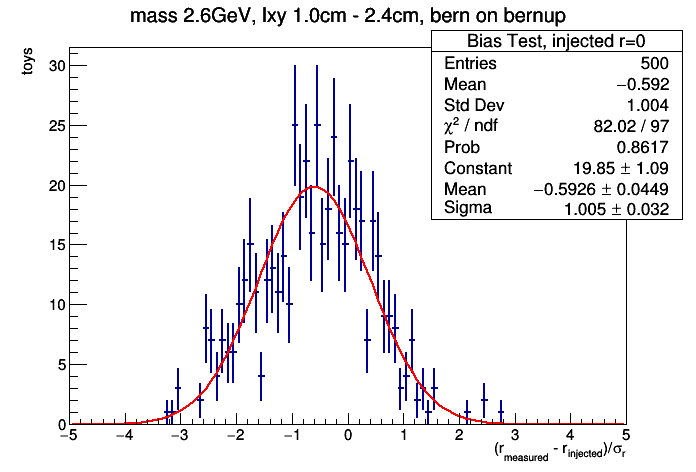 mass 2.6GeV, lxy 1.0cm - 2.4cm, bern on bernup
Bias Test, injected r=0
Entries 500
Mean −0.592
Std Dev 1.004
χ² / ndf 82.02 / 97
Prob 0.8617
Constant 19.85 ± 1.09
Mean −0.5926 ± 0.0449
Sigma 1.005 ± 0.032
toys
30
25
20
15
10
5
0
−5 −4 −3 −2 −1 0 1 2 3 4 5
(r_measured - r_injected)/σ_r